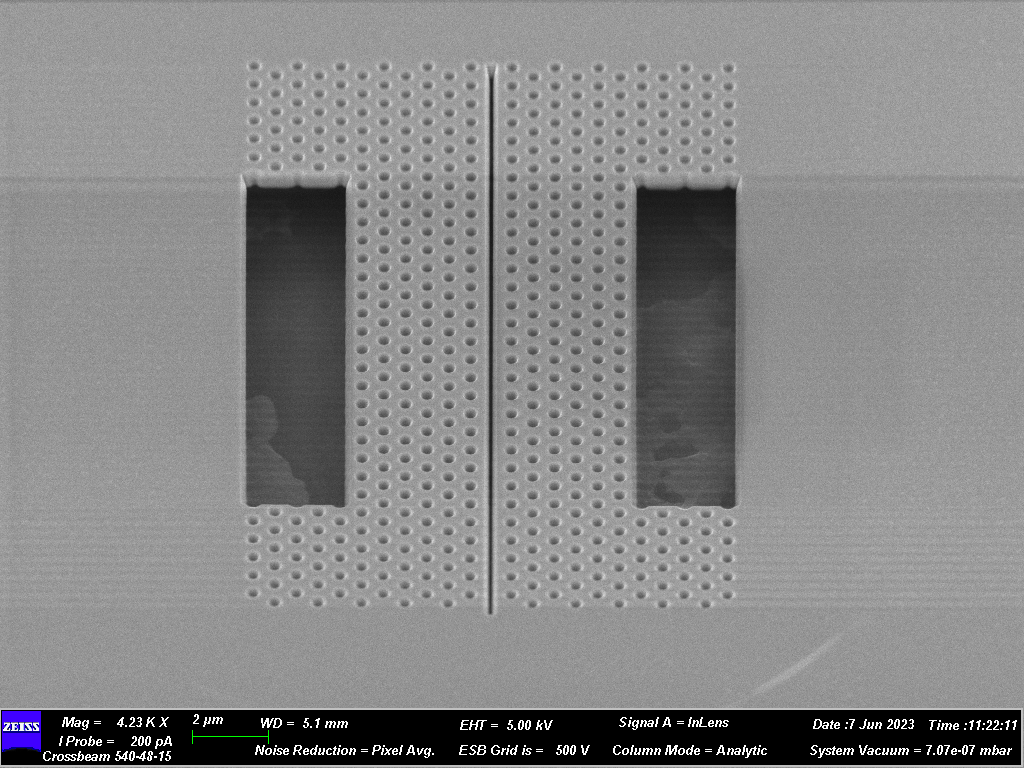 ZEISS
Mag = 4.23 K X
2 µm
WD = 5.1 mm
EHT = 5.00 kV
Signal A = InLens
Date :7 Jun 2023
Time :11:22:11
I Probe = 200 pA
Noise Reduction = Pixel Avg.
ESB Grid is = 500 V
Column Mode = Analytic
System Vacuum = 7.07e-07 mbar
Crossbeam 540-48-15